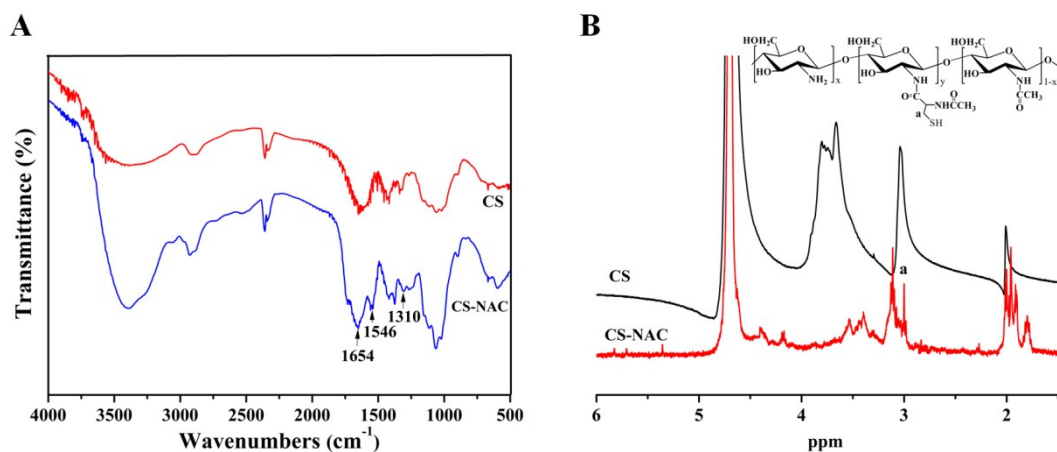 A
Transmittance (%)
CS
CS-NAC
1310
1546
1654
4000 3500 3000 2500 2000 1500 1000 500
Wavenumbers (cm-1)
B
HOH₂C HOH₂C HOH₂C
O O O O O O
HO HO HO
NH₂ x NH y NH 1-x
O O O
a NHCCH₃ CH₃
SH
CS
a
CS-NAC
6 5 4 3 2
ppm